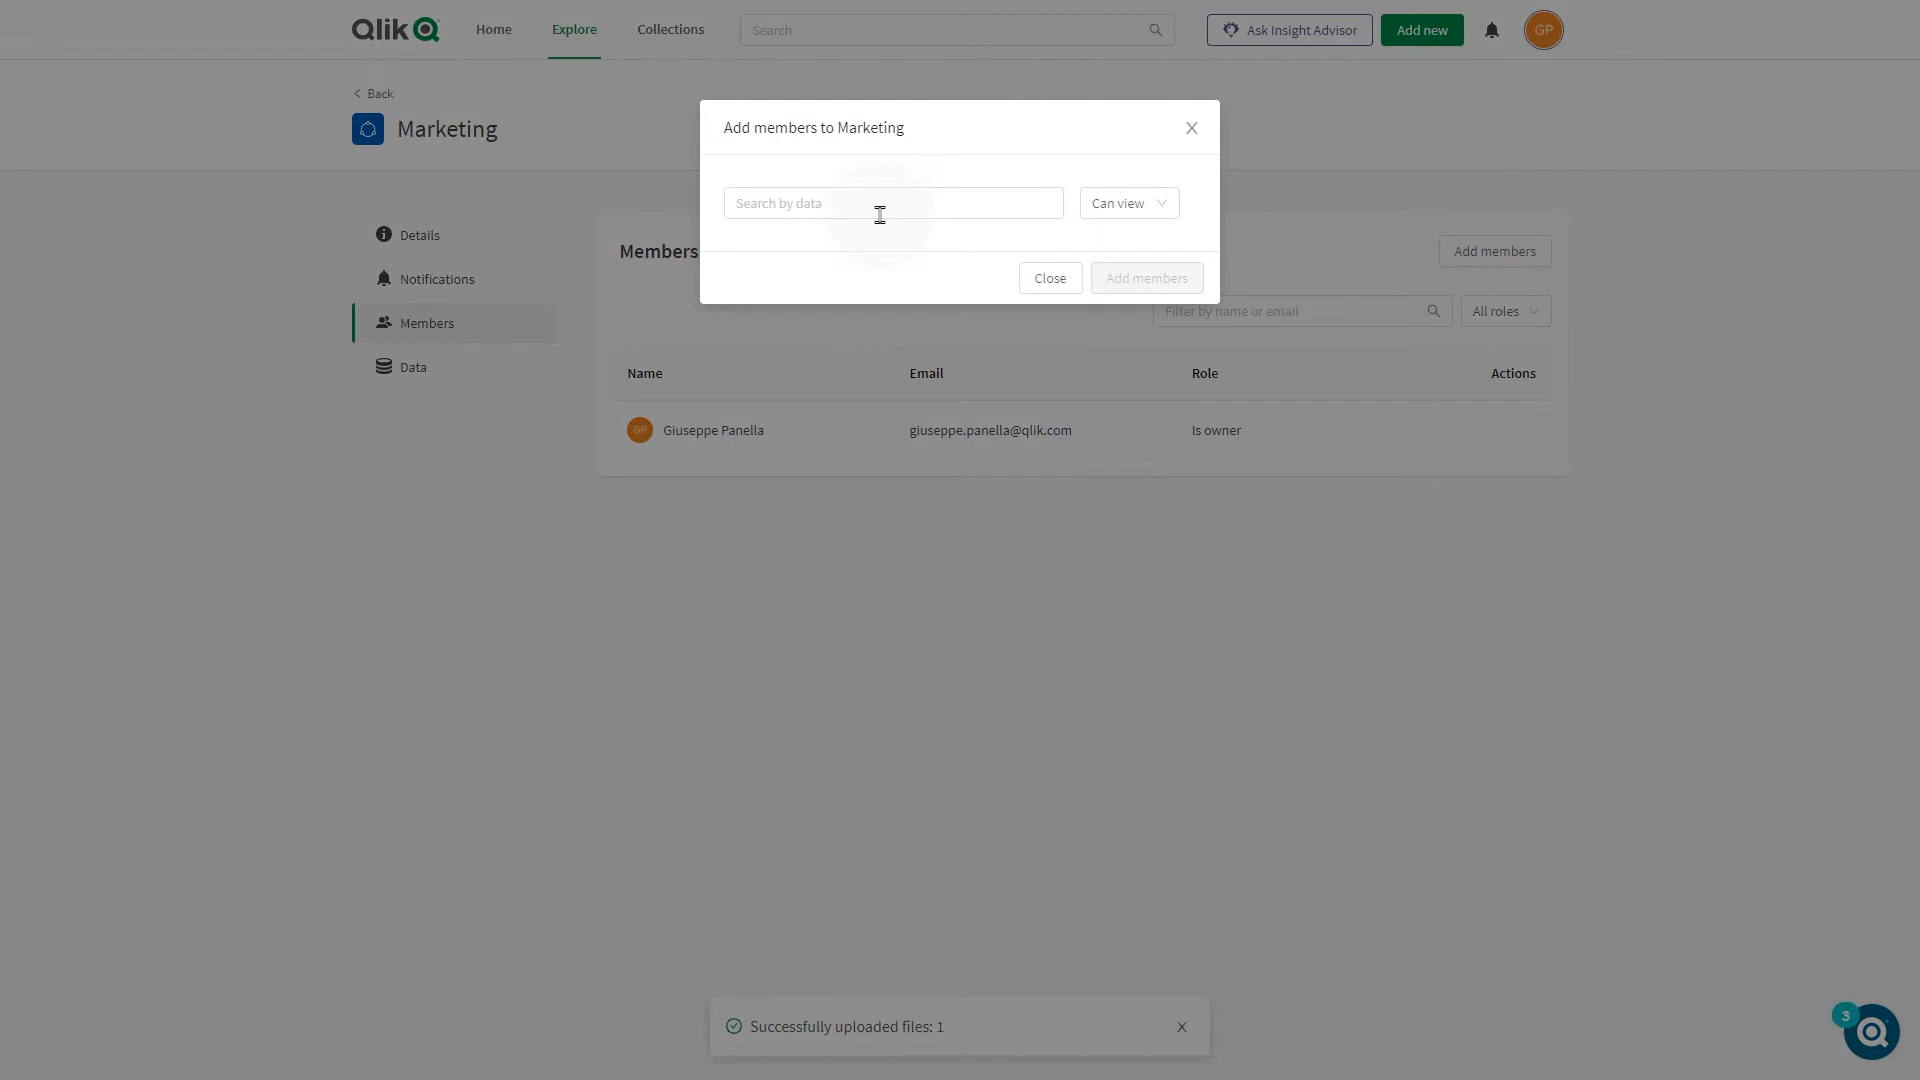 Qlik
Home
Explore
Collections
Search
Ask Insight Advisor
Add new
GP
Back
Marketing
Add members to Marketing
Search by data
Can view
Close
Add members
Details
Notifications
Members
Data
Members
Add members
Filter by name or email
All roles
Name Email Role Actions
GP Giuseppe Panella giuseppe.panella@qlik.com Is owner
Successfully uploaded files: 1
3